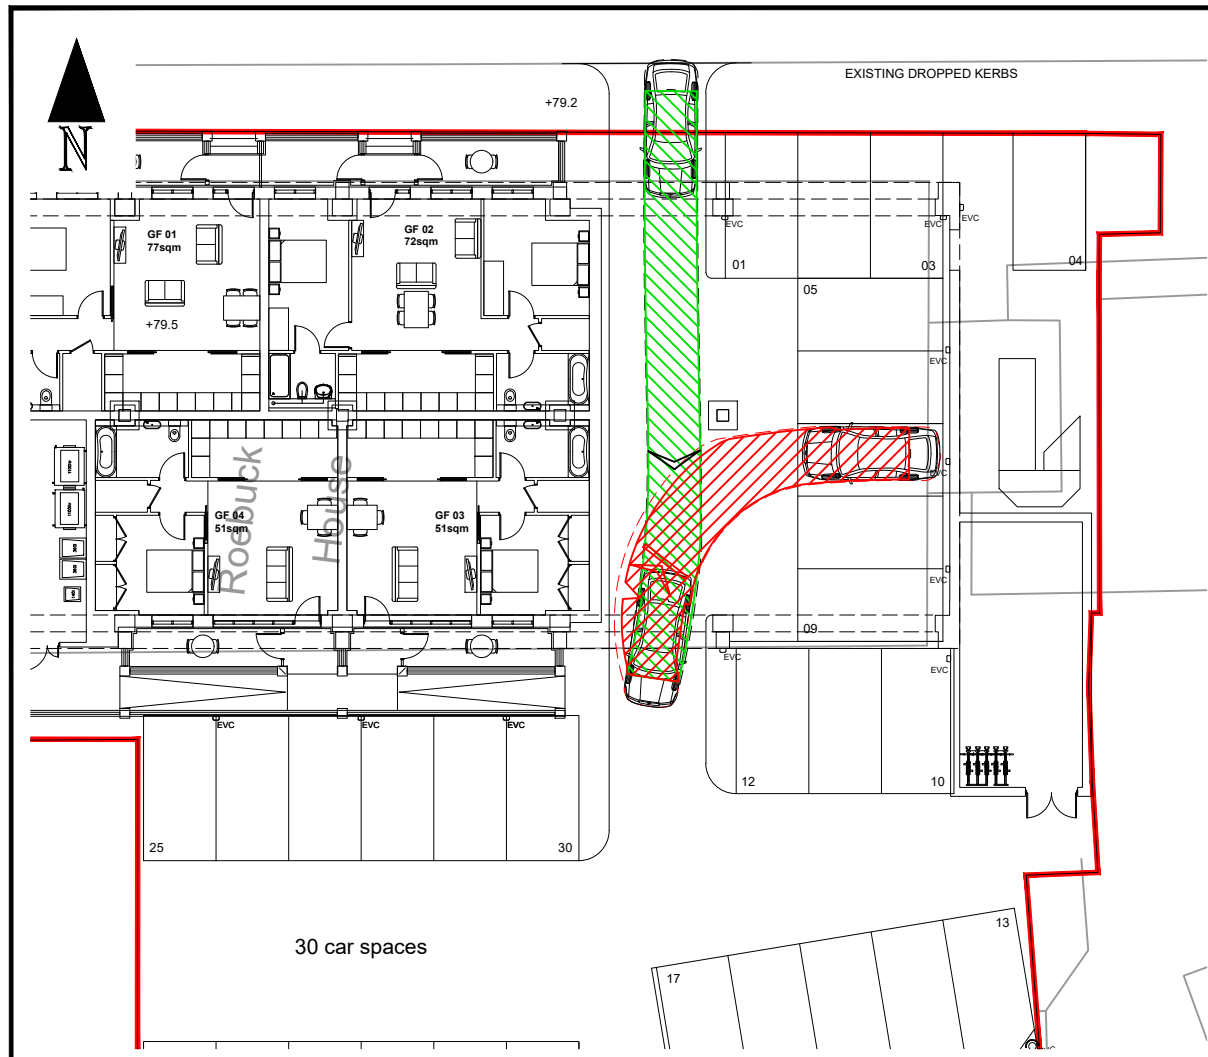 EXISTING DROPPED KERBS
+79.2
N
EVC
EVC
EVC
GF 01
77sqm
GF 02
72sqm
01
03
04
05
+79.5
EVC
EVC
Roebuck
House
GF 04
51sqm
GF 03
51sqm
EVC
09
EVC
EVC
EVC
EVC
EVC
12
10
25
30
30 car spaces
13
17